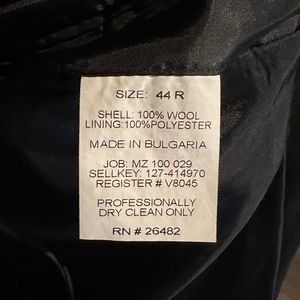 SIZE: 44 R
SHELL: 100% WOOL
LINING:100%POLYESTER
MADE IN BULGARIA
JOB: MZ 100 029
SELLKEY: 127-414970
REGISTER # V8045
PROFESSIONALLY
DRY CLEAN ONLY
RN # 26482